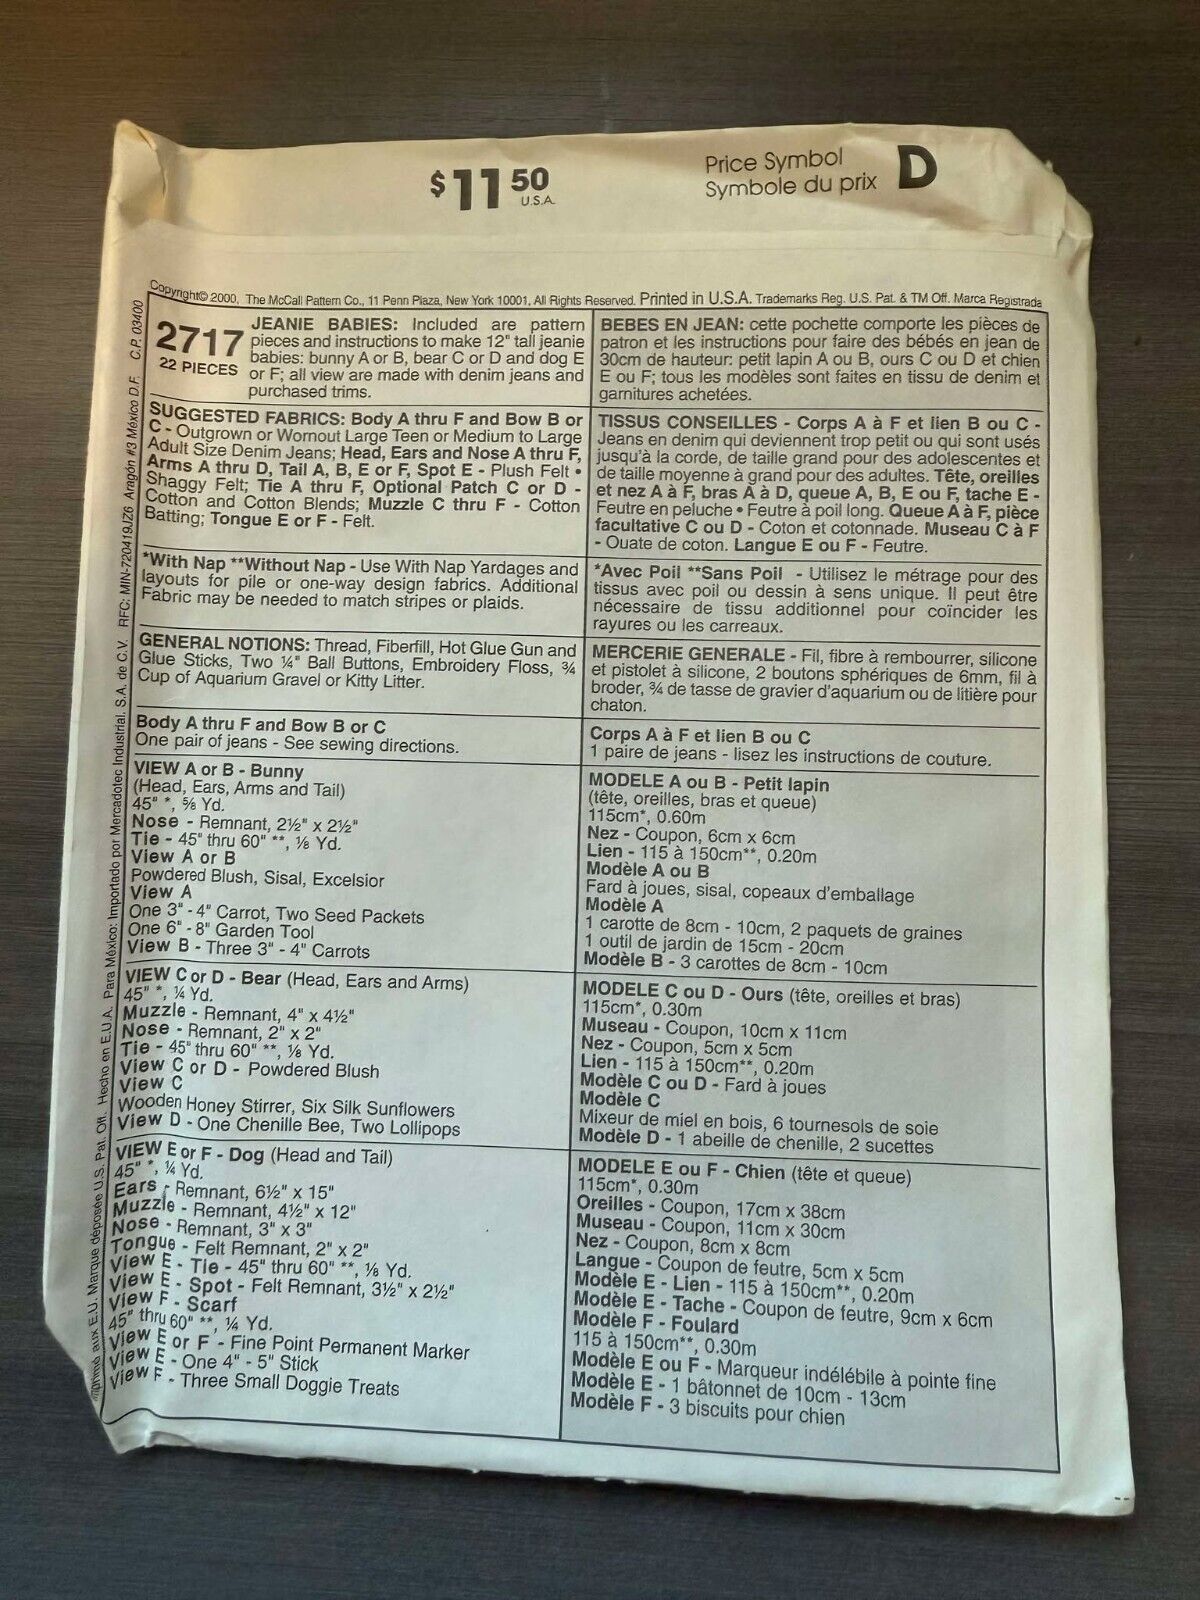 $11.50
U.S.A.
Price Symbol D
Symbole du prix
Copyright© 2000, The McCall Pattern Co., 11 Penn Plaza, New York 10001, All Rights Reserved. Printed in U.S.A. Trademarks Reg. U.S. Pat. & TM Off. Marca Registrada
2717
22 PIECES
JEANIE BABIES: Included are pattern
pieces and instructions to make 12" tall jeanie
babies: bunny A or B, bear C or D and dog E
or F; all view are made with denim jeans and
purchased trims.
SUGGESTED FABRICS: Body A thru F and Bow B or
C - Outgrown or Wornout Large Teen or Medium to Large
Adult Size Denim Jeans; Head, Ears and Nose A thru F,
Arms A thru D, Tail A, B, E or F, Spot E - Plush Felt •
Shaggy Felt; Tie A thru F, Optional Patch C or D -
Cotton and Cotton Blends; Muzzle C thru F - Cotton
Batting; Tongue E or F - Felt.
*With Nap **Without Nap - Use With Nap Yardages and
layouts for pile or one-way design fabrics. Additional
Fabric may be needed to match stripes or plaids.
GENERAL NOTIONS: Thread, Fiberfill, Hot Glue Gun and
Glue Sticks, Two ¼" Ball Buttons, Embroidery Floss, ¾
Cup of Aquarium Gravel or Kitty Litter.
Body A thru F and Bow B or C
One pair of jeans - See sewing directions.
VIEW A or B - Bunny
(Head, Ears, Arms and Tail)
45" *, ⅝ Yd.
Nose - Remnant, 2½" x 2½"
Tie - 45" thru 60" **, ⅛ Yd.
View A or B
Powdered Blush, Sisal, Excelsior
View A
One 3" - 4" Carrot, Two Seed Packets
One 6" - 8" Garden Tool
View B - Three 3" - 4" Carrots
VIEW C or D - Bear (Head, Ears and Arms)
45" *, ¼ Yd.
Muzzle - Remnant, 4" x 4½"
Nose - Remnant, 2" x 2"
Tie - 45" thru 60" **, ⅛ Yd.
View C or D - Powdered Blush
View C
Wooden Honey Stirrer, Six Silk Sunflowers
View D - One Chenille Bee, Two Lollipops
VIEW E or F - Dog (Head and Tail)
45" *, ¼ Yd.
Ears - Remnant, 6½" x 15"
Muzzle - Remnant, 4½" x 12"
Nose - Remnant, 3" x 3"
Tongue - Felt Remnant, 2" x 2"
View E - Tie - 45" thru 60" **, ⅛ Yd.
View E - Spot - Felt Remnant, 3½" x 2½"
View F - Scarf
45" thru 60" **, ¼ Yd.
View E or F - Fine Point Permanent Marker
View E - One 4" - 5" Stick
View F - Three Small Doggie Treats
BEBES EN JEAN: cette pochette comporte les pièces de
patron et les instructions pour faire des bébés en jean de
30cm de hauteur: petit lapin A ou B, ours C ou D et chien
E ou F; tous les modèles sont faites en tissu de denim et
garnitures achetées.
TISSUS CONSEILLES - Corps A à F et lien B ou C -
Jeans en denim qui deviennent trop petit ou qui sont usés
jusqu'à la corde, de taille grand pour des adolescentes et
de taille moyenne à grand pour des adultes. Tête, oreilles
et nez A à F, bras A à D, queue A, B, E ou F, tache E -
Feutre en peluche • Feutre à poil long. Queue A à F, pièce
facultative C ou D - Coton et cotonnade. Museau C à F
- Ouate de coton. Langue E ou F - Feutre.
*Avec Poil **Sans Poil - Utilisez le métrage pour des
tissus avec poil ou dessin à sens unique. Il peut être
nécessaire de tissu additionnel pour coïncider les
rayures ou les carreaux.
MERCERIE GENERALE - Fil, fibre à rembourrer, silicone
et pistolet à silicone, 2 boutons sphériques de 6mm, fil à
broder, ¾ de tasse de gravier d'aquarium ou de litière pour
chaton.
Corps A à F et lien B ou C
1 paire de jeans - lisez les instructions de couture.
MODELE A ou B - Petit lapin
(tête, oreilles, bras et queue)
115cm*, 0.60m
Nez - Coupon, 6cm x 6cm
Lien - 115 à 150cm**, 0.20m
Modèle A ou B
Fard à joues, sisal, copeaux d'emballage
Modèle A
1 carotte de 8cm - 10cm, 2 paquets de graines
1 outil de jardin de 15cm - 20cm
Modèle B - 3 carottes de 8cm - 10cm
MODELE C ou D - Ours (tête, oreilles et bras)
115cm*, 0.30m
Museau - Coupon, 10cm x 11cm
Nez - Coupon, 5cm x 5cm
Lien - 115 à 150cm**, 0.20m
Modèle C ou D - Fard à joues
Modèle C
Mixeur de miel en bois, 6 tournesols de soie
Modèle D - 1 abeille de chenille, 2 sucettes
MODELE E ou F - Chien (tête et queue)
115cm*, 0.30m
Oreilles - Coupon, 17cm x 38cm
Museau - Coupon, 11cm x 30cm
Nez - Coupon, 8cm x 8cm
Langue - Coupon de feutre, 5cm x 5cm
Modèle E - Lien - 115 à 150cm**, 0.20m
Modèle E - Tache - Coupon de feutre, 9cm x 6cm
Modèle F - Foulard
115 à 150cm**, 0.30m
Modèle E ou F - Marqueur indélébile à pointe fine
Modèle E - 1 bâtonnet de 10cm - 13cm
Modèle F - 3 biscuits pour chien
aux E.U. Marque déposée U.S. Pat. Off. Hecho en E.U.A. Para México: Importado por Mercadotec Industrial, S.A. de C.V. RFC: MIN-720419JZ6 Aragón #3 México D.F. C.P. 03400